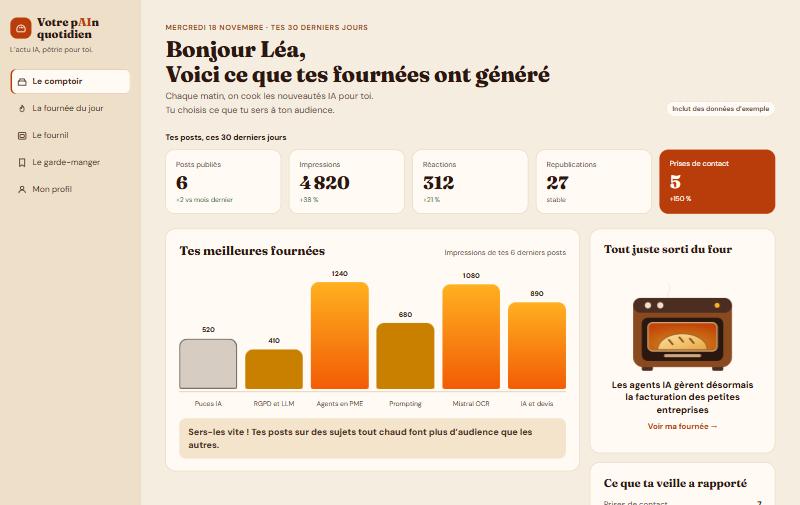 Votre pAIn
quotidien
L'actu IA, pétrie pour toi.
Le comptoir
La fournée du jour
Le fournil
Le garde-manger
Mon profil
MERCREDI 18 NOVEMBRE · TES 30 DERNIERS JOURS
Bonjour Léa,
Voici ce que tes fournées ont généré
Chaque matin, on cook les nouveautés IA pour toi.
Tu choisis ce que tu sers à ton audience.
Inclut des données d'exemple
Tes posts, ces 30 derniers jours
Posts publiés
6
+2 vs mois dernier
Impressions
4 820
+38 %
Réactions
312
+21 %
Republications
27
stable
Prises de contact
5
+150 %
Tes meilleures fournées
Impressions de tes 6 derniers posts
520
410
1240
680
1080
890
Puces IA
RGPD et LLM
Agents en PME
Prompting
Mistral OCR
IA et devis
Sers-les vite ! Tes posts sur des sujets tout chaud font plus d'audience que les
autres.
Tout juste sorti du four
Les agents IA gèrent désormais
la facturation des petites
entreprises
Voir ma fournée →
Ce que ta veille a rapporté
Prises de contact
7